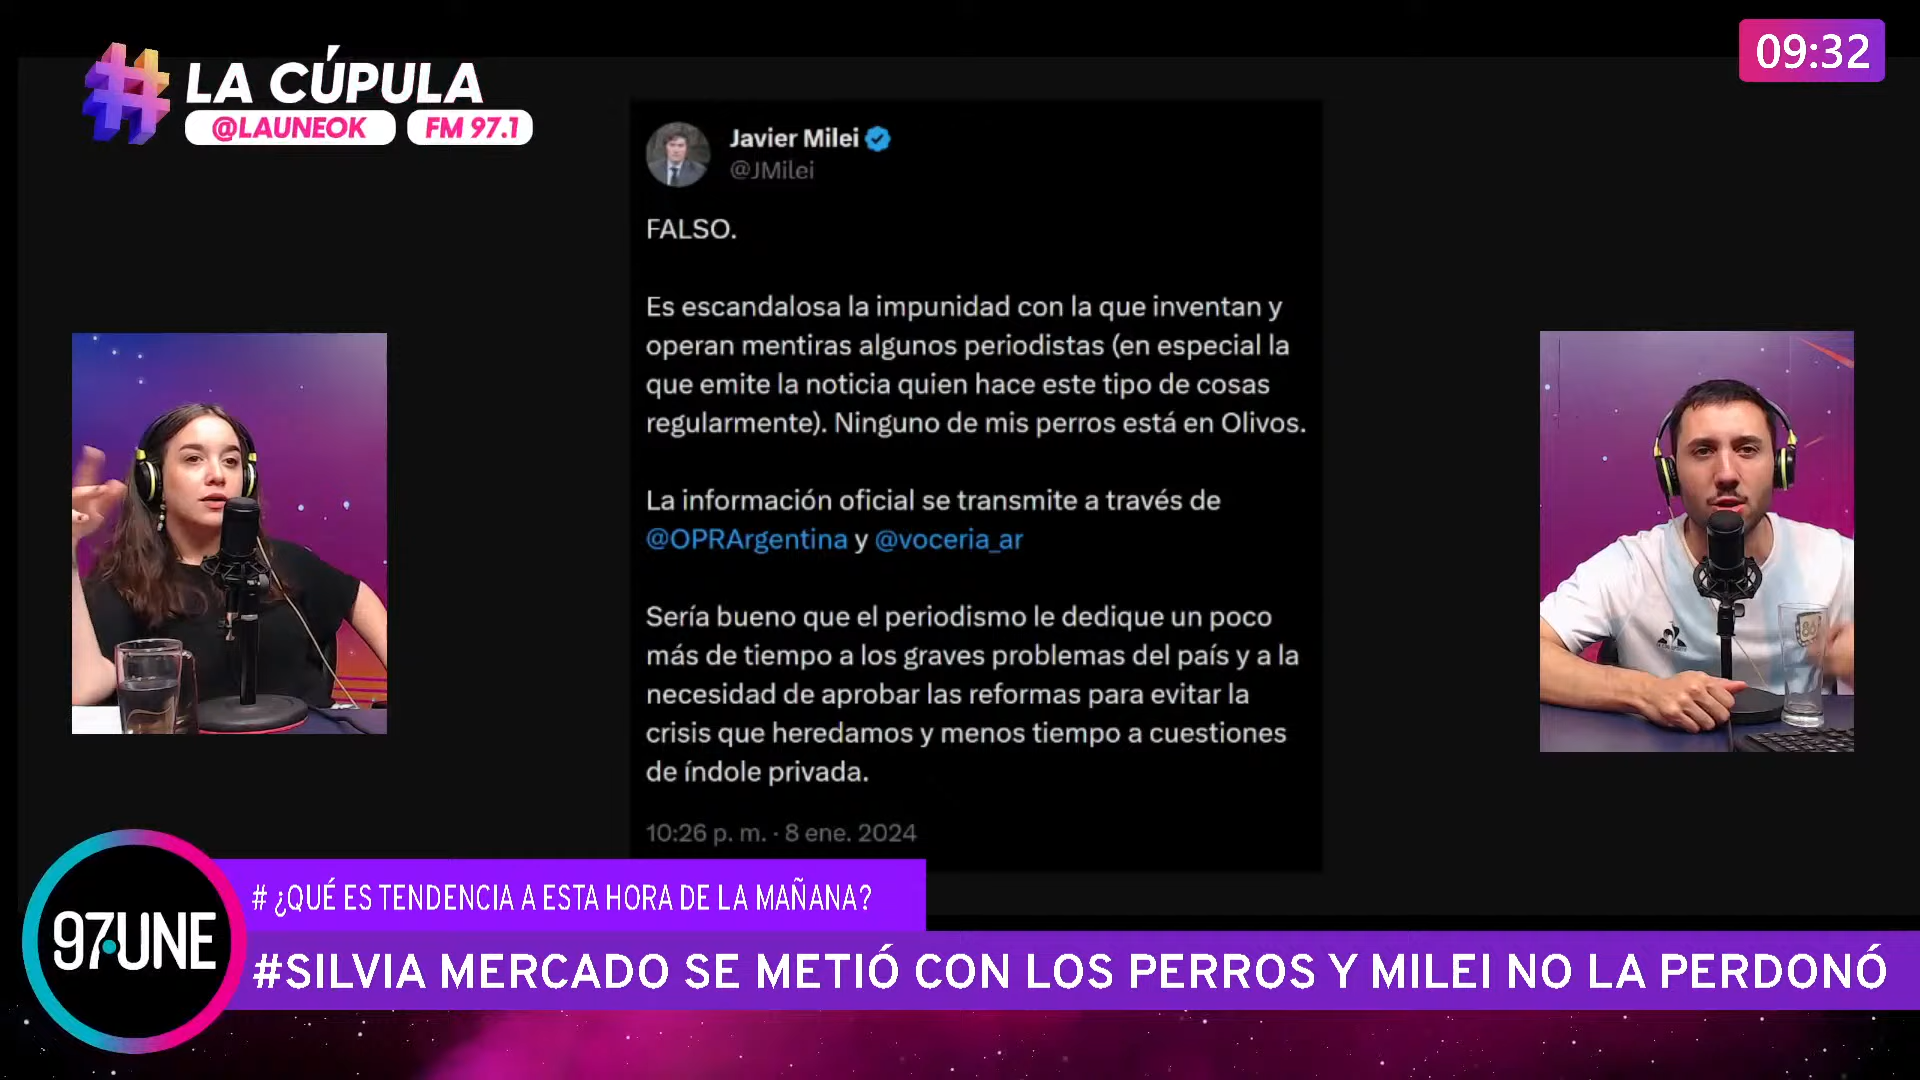 LA CÚPULA
@LAUNEOK FM 97.1
09:32
Javier Milei
@JMilei
FALSO.
Es escandalosa la impunidad con la que inventan y
operan mentiras algunos periodistas (en especial la
que emite la noticia quien hace este tipo de cosas
regularmente). Ninguno de mis perros está en Olivos.
La información oficial se transmite a través de
@OPRArgentina y @voceria_ar
Sería bueno que el periodismo le dedique un poco
más de tiempo a los graves problemas del país y a la
necesidad de aprobar las reformas para evitar la
crisis que heredamos y menos tiempo a cuestiones
de índole privada.
10:26 p. m. · 8 ene. 2024
97.UNE
# ¿QUÉ ES TENDENCIA A ESTA HORA DE LA MAÑANA?
#SILVIA MERCADO SE METIÓ CON LOS PERROS Y MILEI NO LA PERDONÓ